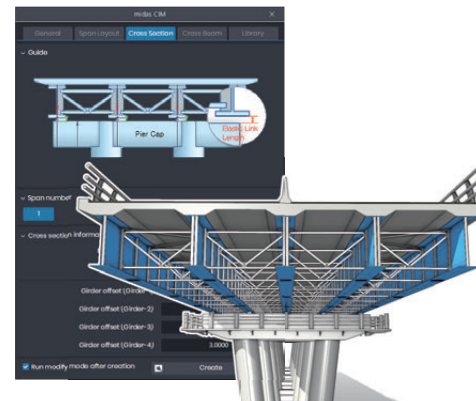 midas CIM
General Span Layout Cross Section Cross Beam Library
Guide
Pier Cap
Elastic Link
Length
Span number
1
Cross section
Girder offset (Girder-
Girder offset (Girder-2)
Girder offset (Girder-3)
Girder offset (Girder-4) 3.0000
Run modify mode after creation Create